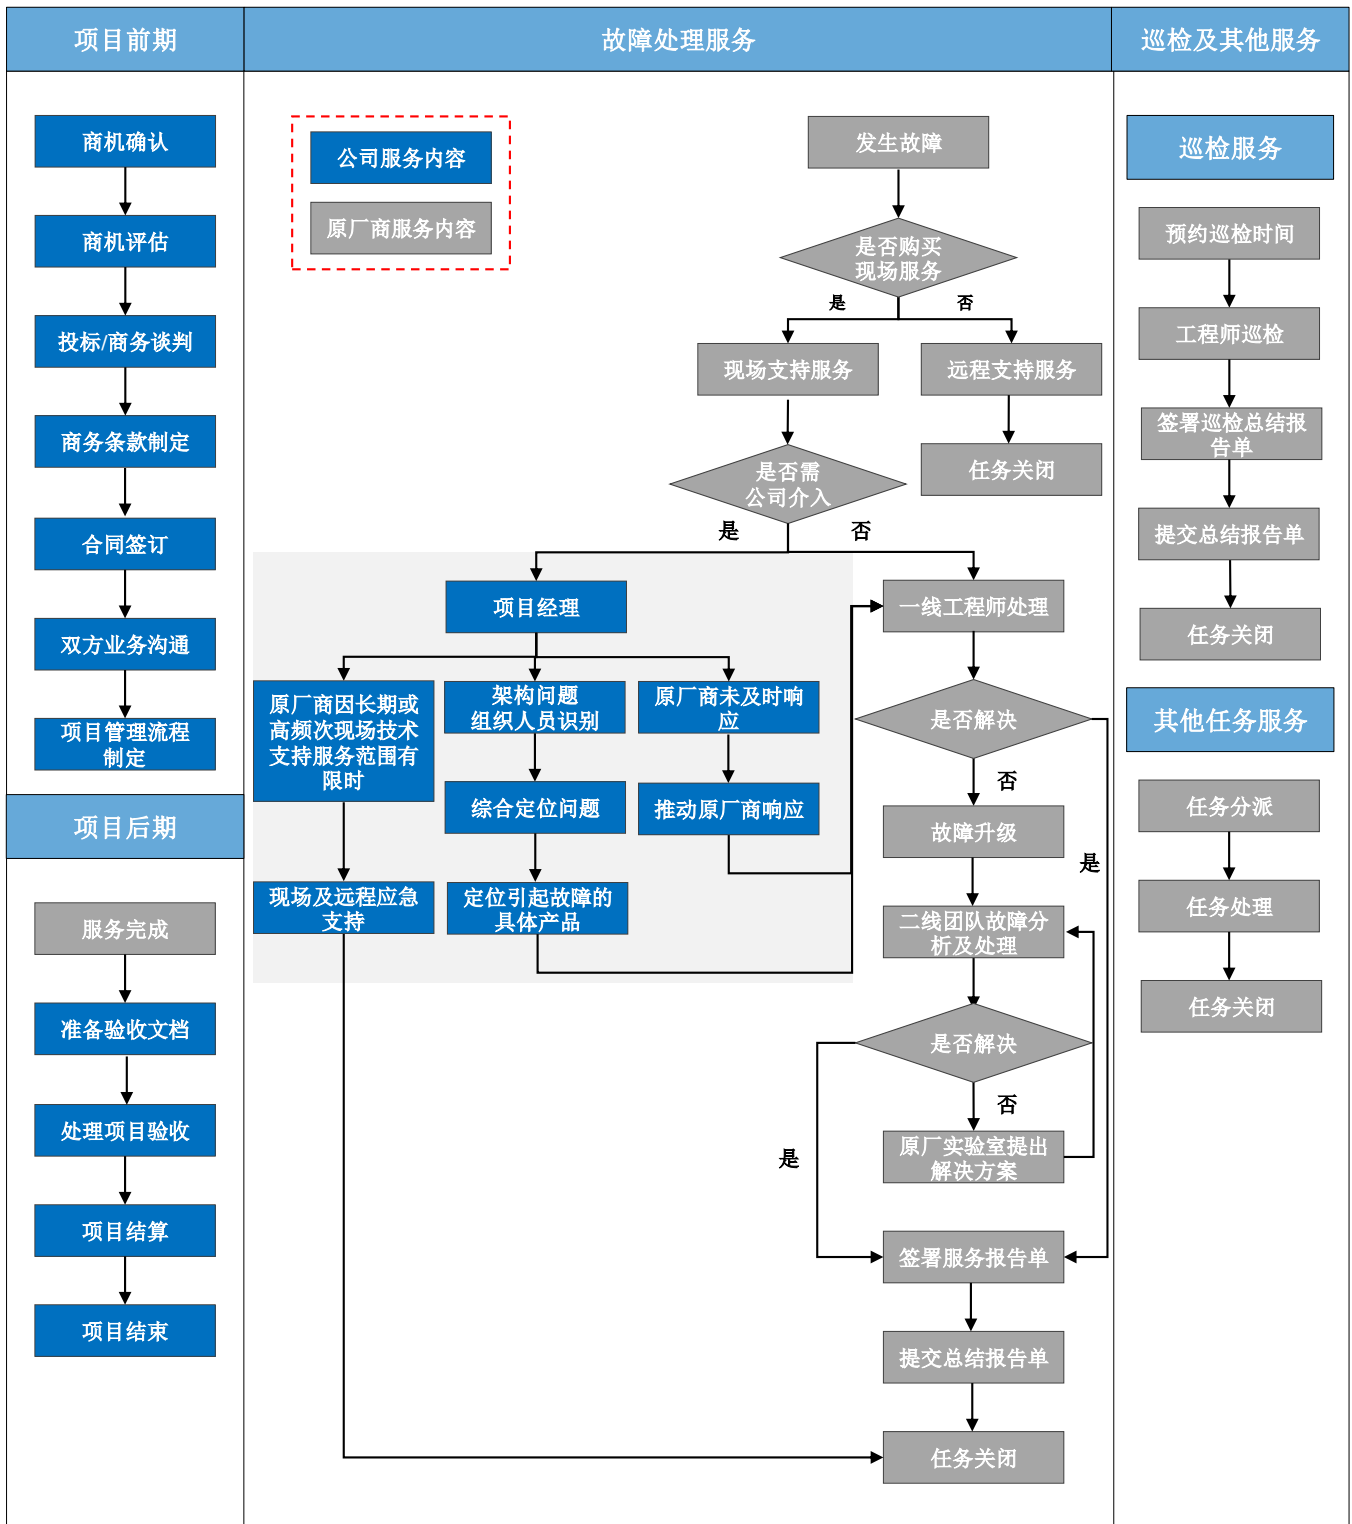 项目前期
故障处理服务
巡检及其他服务
商机确认
商机评估
投标/商务谈判
商务条款制定
合同签订
双方业务沟通
项目管理流程
制定
项目后期
服务完成
准备验收文档
处理项目验收
项目结算
项目结束
公司服务内容
原厂商服务内容
发生故障
是否购买
现场服务
是
否
现场支持服务
远程支持服务
任务关闭
是否需
公司介入
是
否
项目经理
原厂商因长期或
高频次现场技术
支持服务范围有
限时
现场及远程应急
支持
架构问题
组织人员识别
综合定位问题
定位引起故障的
具体产品
原厂商未及时响
应
推动原厂商响应
一线工程师处理
是否解决
否
是
故障升级
二线团队故障分
析及处理
是否解决
否
是
原厂实验室提出
解决方案
签署服务报告单
提交总结报告单
任务关闭
巡检服务
预约巡检时间
工程师巡检
签署巡检总结报
告单
提交总结报告单
任务关闭
其他任务服务
任务分派
任务处理
任务关闭